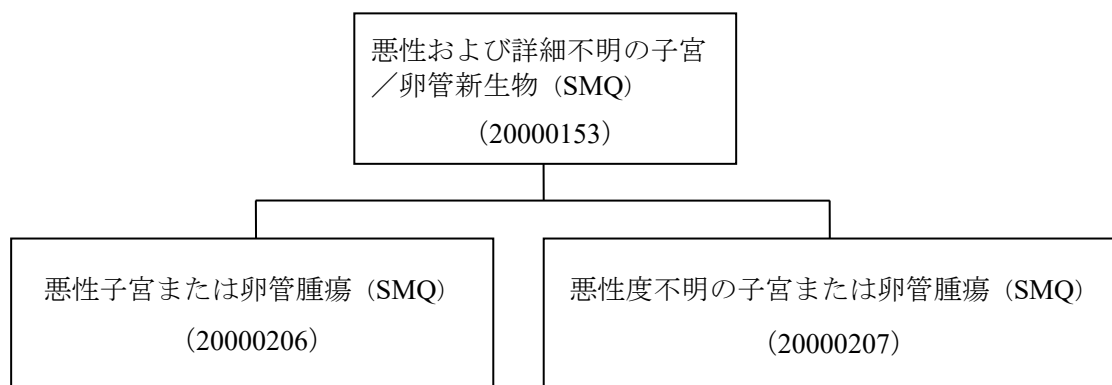 悪性および詳細不明の子宮
／卵管新生物（SMQ）
（20000153）
悪性子宮または卵管腫瘍（SMQ）
（20000206）
悪性度不明の子宮または卵管腫瘍（SMQ）
（20000207）